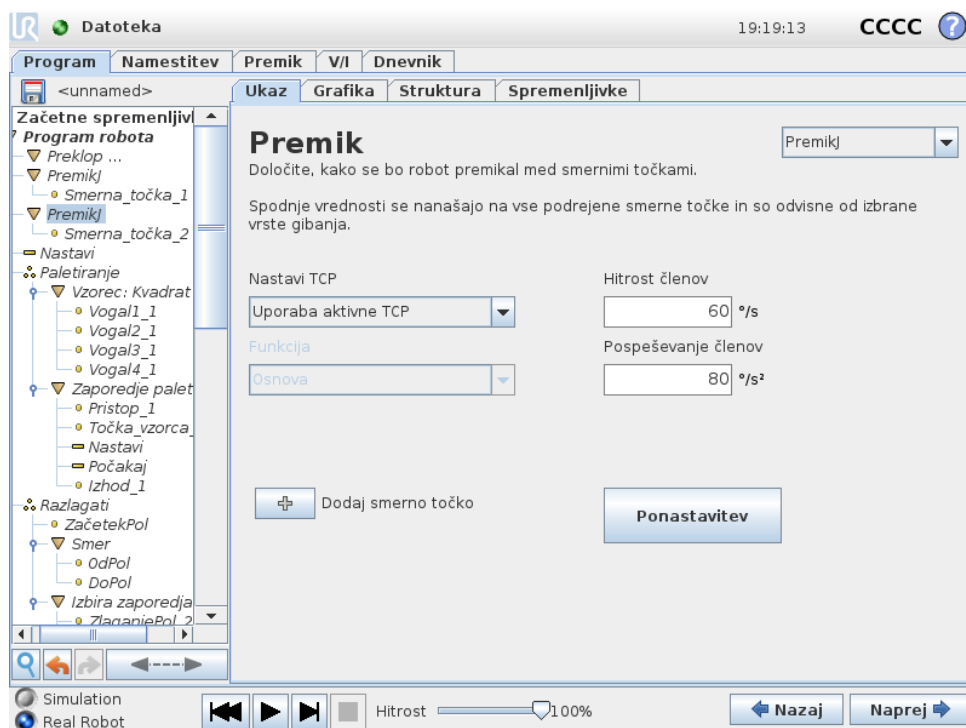 UR Datoteka 19:19:13 CCCC ?
Program Namestitev Premik V/I Dnevnik
<unnamed>
Ukaz Grafika Struktura Spremenljivke
Začetne spremenljivl
Program robota
Preklop ...
PremikJ
Smerna_točka_1
PremikJ
Smerna_točka_2
Nastavi
Paletiranje
Vzorec: Kvadrat
Vogal1_1
Vogal2_1
Vogal3_1
Vogal4_1
Zaporedje palet
Pristop_1
Točka_vzorca_
Nastavi
Počakaj
Izhod_1
Razlagati
ZačetekPol
Smer
OdPol
DoPol
Izbira zaporedja
ZlaganjePol_2
Premik
PremikJ
Določite, kako se bo robot premikal med smernimi točkami.
Spodnje vrednosti se nanašajo na vse podrejene smerne točke in so odvisne od izbrane
vrste gibanja.
Nastavi TCP
Uporaba aktivne TCP
Funkcija
Osnova
Hitrost členov
60 °/s
Pospeševanje členov
80 °/s²
Dodaj smerno točko
Ponastavitev
Simulation
Real Robot
Hitrost 100%
Nazaj
Naprej